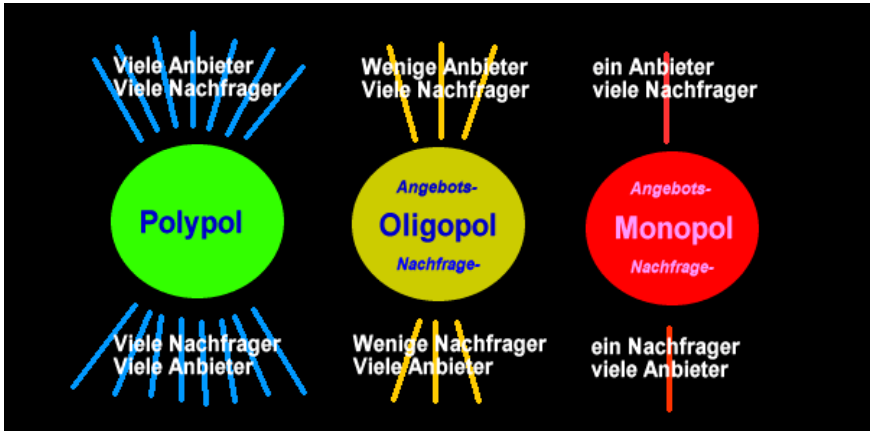 Viele Anbieter
Viele Nachfrager
Polypol
Viele Nachfrager
Viele Anbieter
Wenige Anbieter
Viele Nachfrager
Angebots-
Oligopol
Nachfrage-
Wenige Nachfrager
Viele Anbieter
ein Anbieter
viele Nachfrager
Angebots-
Monopol
Nachfrage-
ein Nachfrager
viele Anbieter